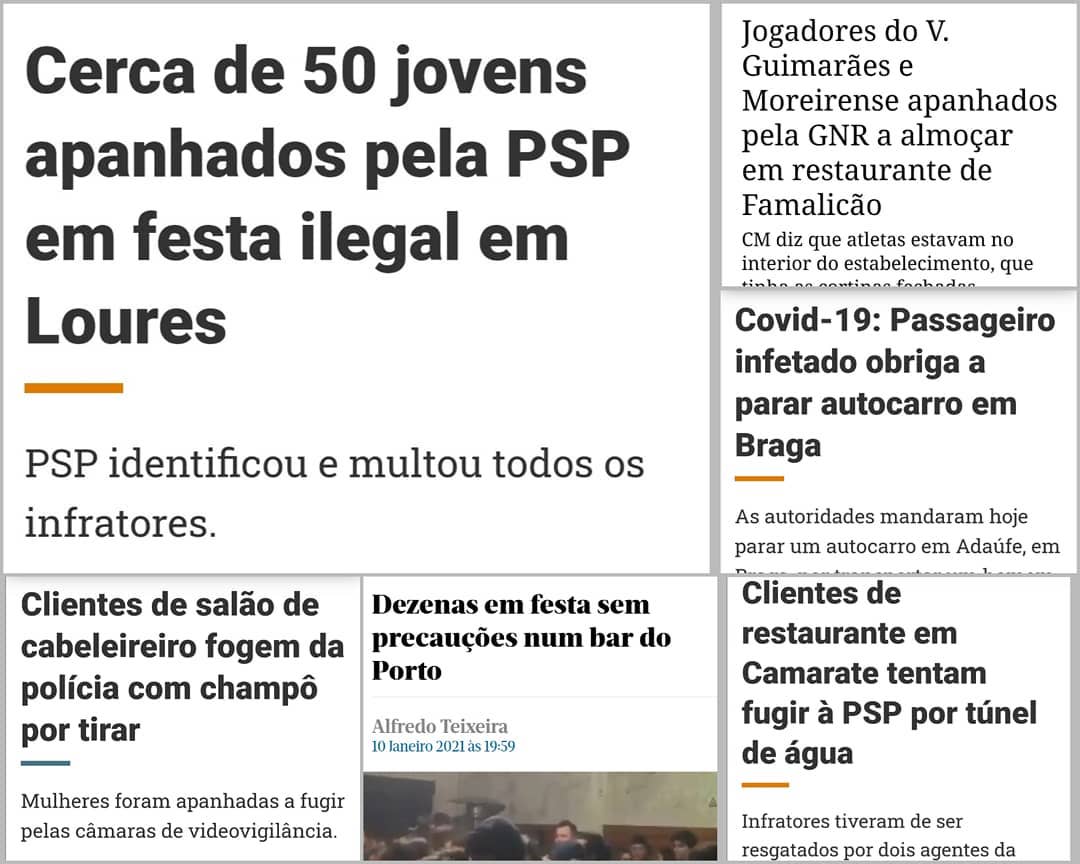 Cerca de 50 jovens
apanhados pela PSP
em festa ilegal em
Loures
PSP identificou e multou todos os
infratores.
Jogadores do V.
Guimarães e
Moreirense apanhados
pela GNR a almoçar
em restaurante de
Famalicão
CM diz que atletas estavam no
interior do estabelecimento, que
tinha as cortinas fechadas
Covid-19: Passageiro
infetado obriga a
parar autocarro em
Braga
As autoridades mandaram hoje
parar um autocarro em Adaúfe, em
Clientes de salão de
cabeleireiro fogem da
polícia com champô
por tirar
Mulheres foram apanhadas a fugir
pelas câmaras de videovigilância.
Dezenas em festa sem
precauções num bar do
Porto
Alfredo Teixeira
10 Janeiro 2021 às 19:59
Clientes de
restaurante em
Camarate tentam
fugir à PSP por túnel
de água
Infratores tiveram de ser
resgatados por dois agentes da